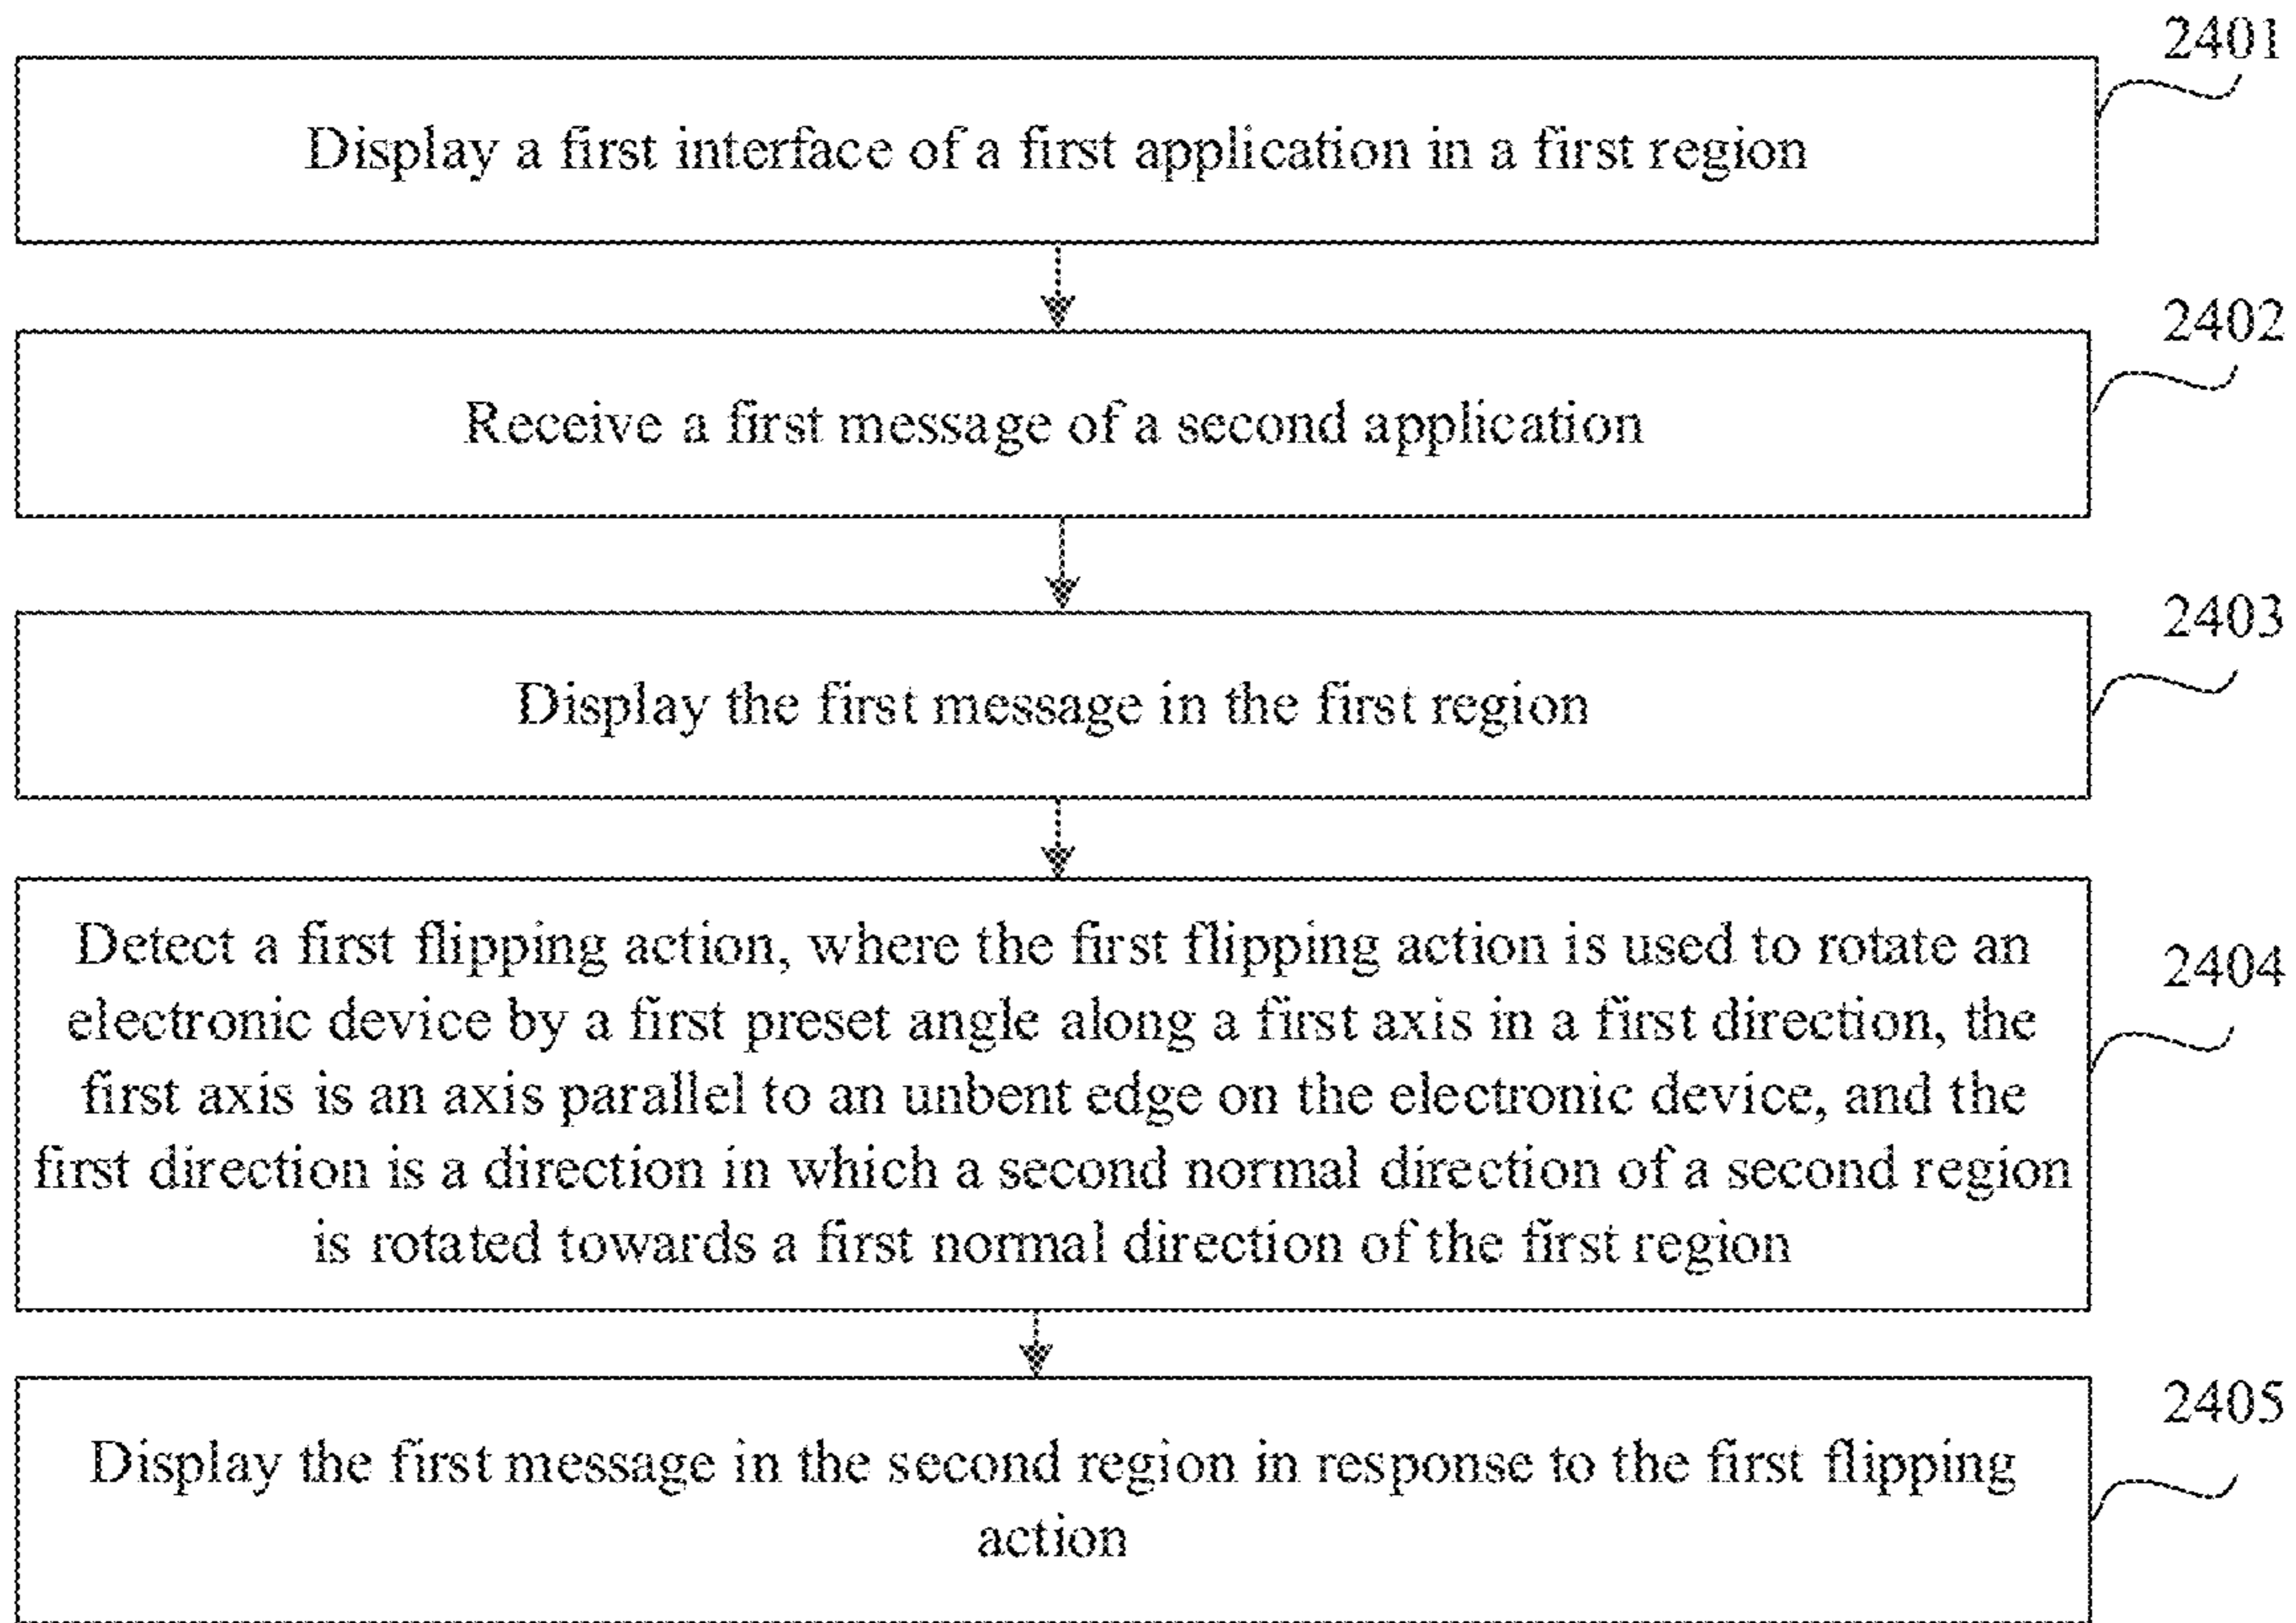 2401
Display a first interface of a first application in a first region
2402
Receive a first message of a second application
2403
Display the first message in the first region
Detect a first flipping action, where the first flipping action is used to rotate an
2404
electronic device by a first preset angle along a first axis in a first direction, the
first axis is an axis parallel to an unbent edge on the electronic device, and the
first direction is a direction in which a second normal direction of a second region
is rotated towards a first normal direction of the first region
2405
Display the first message in the second region in response to the first flipping
action